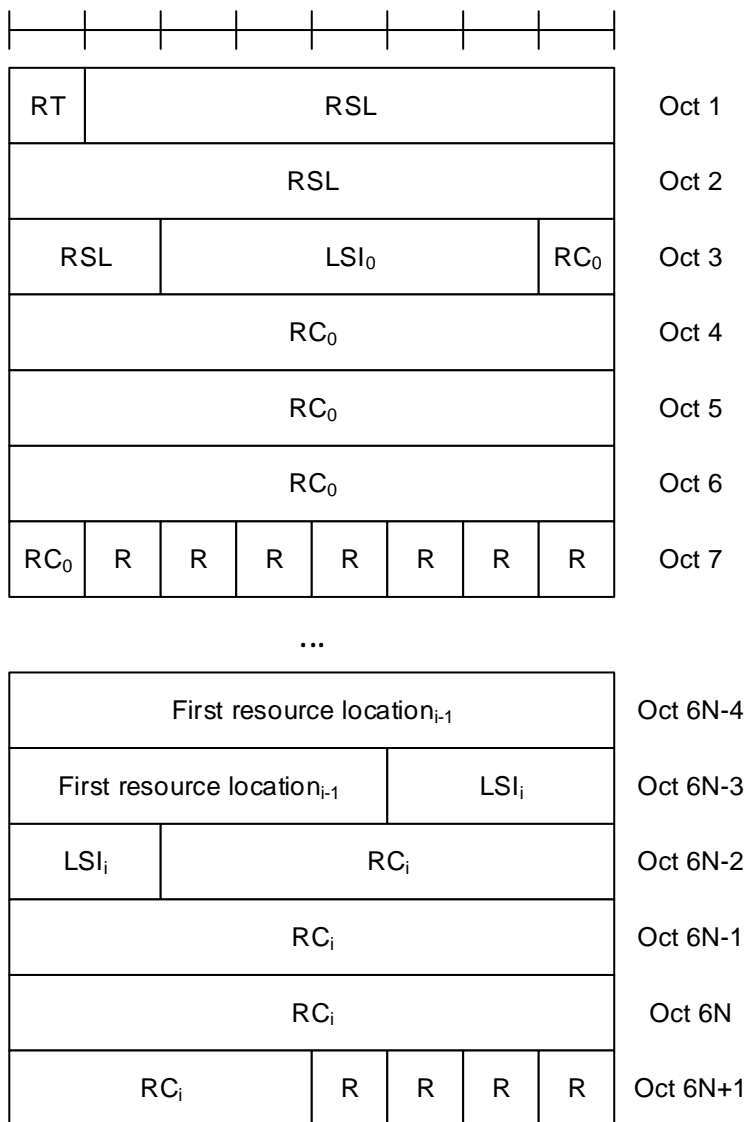 RT RSL Oct 1
RSL Oct 2
RSL LSI₀ RC₀ Oct 3
RC₀ Oct 4
RC₀ Oct 5
RC₀ Oct 6
RC₀ R R R R R R R Oct 7
...
First resource locationᵢ₋₁ Oct 6N-4
First resource locationᵢ₋₁ LSIᵢ Oct 6N-3
LSIᵢ RCᵢ Oct 6N-2
RCᵢ Oct 6N-1
RCᵢ Oct 6N
RCᵢ R R R R Oct 6N+1